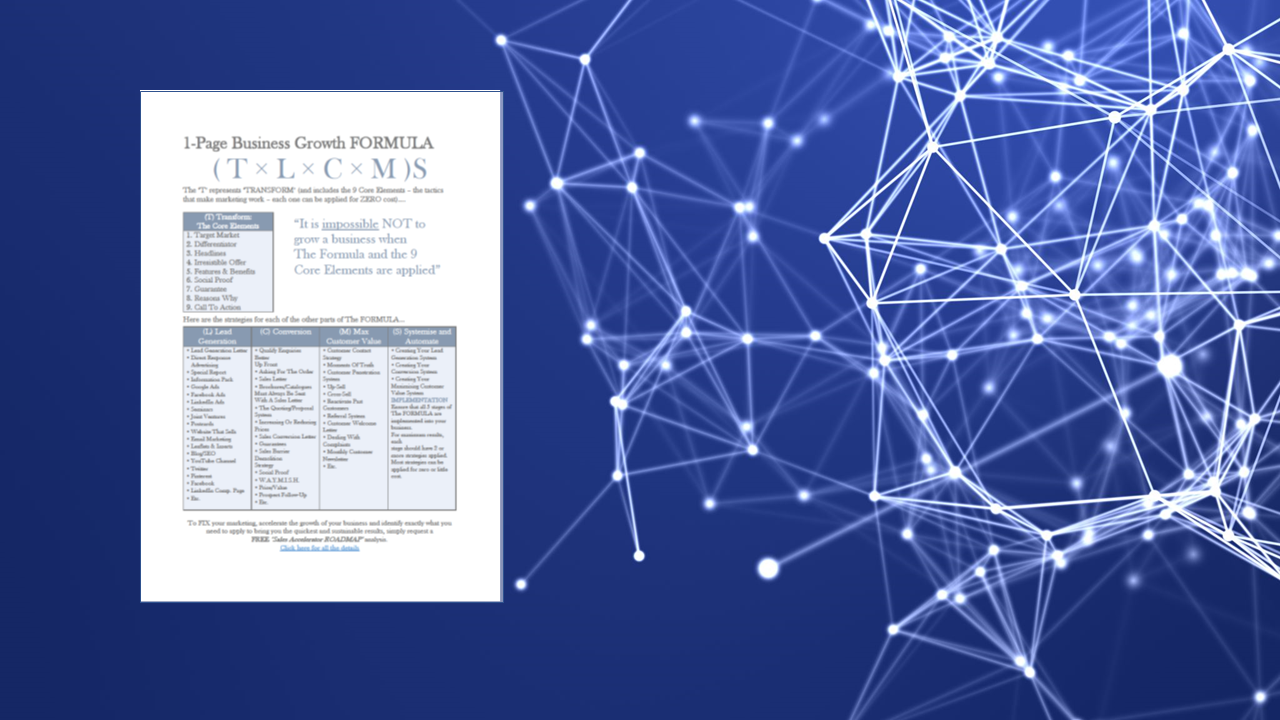 1-Page Business Growth FORMULA
( T × L × C × M )S
The "T" represents "TRANSFORM" (and includes the 9 Core Elements – the tactics
that make marketing work – each one can be applied for ZERO cost)....
(T) Transform:
The Core Elements
1. Target Market
2. Differentiator
3. Headlines
4. Irresistible Offer
5. Features & Benefits
6. Social Proof
7. Guarantee
8. Reasons Why
9. Call To Action
“It is impossible NOT to
grow a business when
The Formula and the 9
Core Elements are applied”
Here are the strategies for each of the other parts of The FORMULA...
(L) Lead
Generation
• Lead Generation Letter
• Direct Response
Advertising
• Special Report
• Information Pack
• Google Ads
• Facebook Ads
• LinkedIn Ads
• Seminars
• Joint Ventures
• Postcards
• Website That Sells
• Email Marketing
• Leaflets & Inserts
• Blog/SEO
• YouTube Channel
• Twitter
• Pinterest
• Facebook
• LinkedIn Comp. Page
• Etc.
(C) Conversion
• Qualify Enquiries
Better
Up Front
• Asking For The Order
• Sales Letter
• Brochures/Catalogues
Must Always Be Sent
With A Sales Letter
• The Quoting/Proposal
System
• Increasing Or Reducing
Prices
• Sales Conversion Letter
• Guarantees
• Sales Barrier
Demolition
Strategy
• Social Proof
• W.A.Y.M.I.S.H.
• Price/Value
• Prospect Follow-Up
• Etc.
(M) Max
Customer Value
• Customer Contact
Strategy
• Moments Of Truth
• Customer Penetration
System
• Up-Sell
• Cross-Sell
• Reactivate Past
Customers
• Referral System
• Customer Welcome
Letter
• Dealing With
Complaints
• Monthly Customer
Newsletter
• Etc.
(S) Systemise and
Automate
• Creating Your Lead
Generation System
• Creating Your
Conversion System
• Creating Your
Maximising Customer
Value System
IMPLEMENTATION
Ensure that all 5 stages of
The FORMULA are
implemented into your
business.
For maximum results,
each
stage should have 2 or
more strategies applied.
Most strategies can be
applied for zero or little
cost.
To FIX your marketing, accelerate the growth of your business and identify exactly what you
need to apply to bring you the quickest and sustainable results, simply request a
FREE "Sales Accelerator ROADMAP" analysis.
Click here for all the details